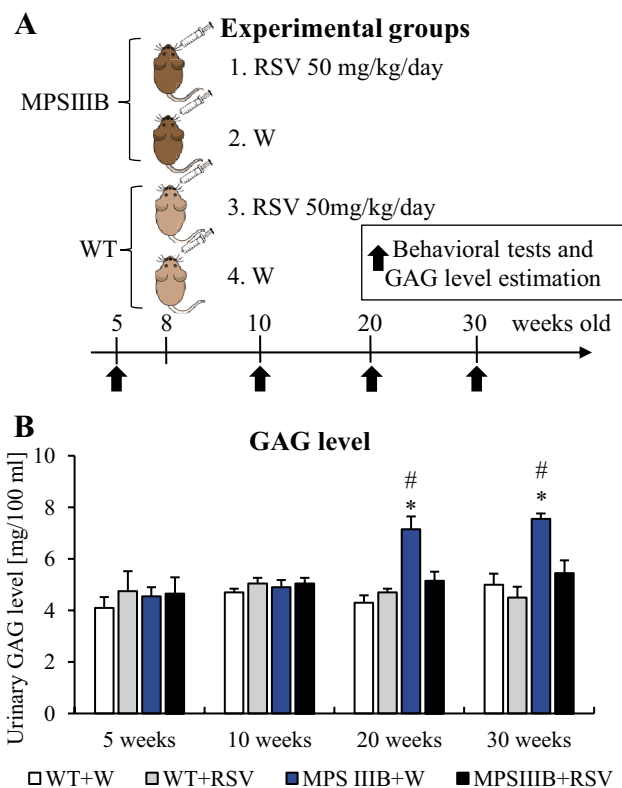 A
Experimental groups
MPSIIIB
1. RSV 50 mg/kg/day
2. W
WT
3. RSV 50mg/kg/day
4. W
Behavioral tests and
GAG level estimation
5 8 10 20 30 weeks old
B
GAG level
Urinary GAG level [mg/100 ml]
10
8
6
4
2
0
# 
*
#
*
5 weeks 10 weeks 20 weeks 30 weeks
WT+W WT+RSV MPS IIIB+W MPSIIIB+RSV